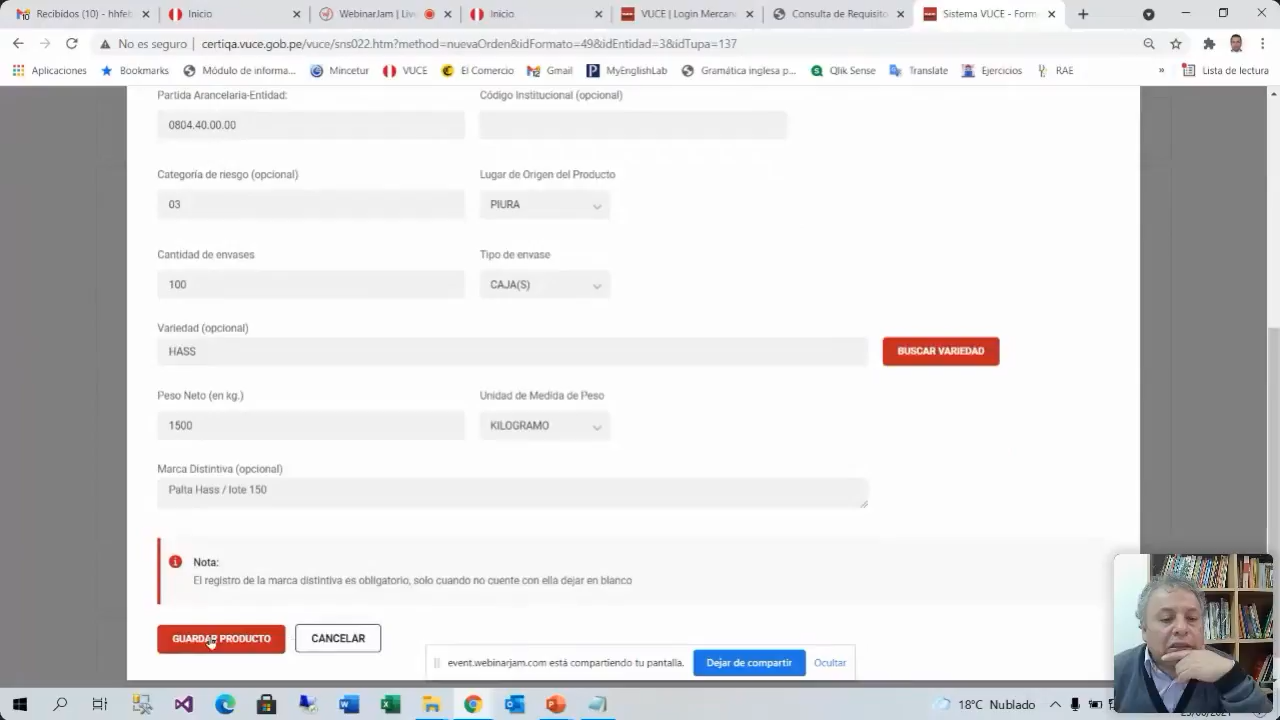 Recibidos (10) - hhfeb
Inicio
WebinarJam | Live
Inicio
VUCE | Login Mercan
Consulta de Requisito
Sistema VUCE - Form
No es seguro | certiqa.vuce.gob.pe/vuce/sns022.htm?method=nuevaOrden&idFormato=49&idEntidad=3&idTupa=137
Aplicaciones
Bookmarks
Módulo de informa...
Mincetur
VUCE
El Comercio
Gmail
MyEnglishLab
Gramática inglesa p...
Qlik Sense
Translate
Ejercicios
RAE
»
Lista de lectura
Partida Arancelaria-Entidad:
Código Institucional (opcional)
0804.40.00.00
Categoría de riesgo (opcional)
Lugar de Origen del Producto
03
PIURA
Cantidad de envases
Tipo de envase
100
CAJA(S)
Variedad (opcional)
HASS
BUSCAR VARIEDAD
Peso Neto (en kg.)
Unidad de Medida de Peso
1500
KILOGRAMO
Marca Distintiva (opcional)
Palta Hass / lote 150
Nota:
El registro de la marca distintiva es obligatorio, solo cuando no cuente con ella dejar en blanco
GUARDAR PRODUCTO
CANCELAR
event.webinarjam.com está compartiendo tu pantalla.
Dejar de compartir
Ocultar
18°C Nublado